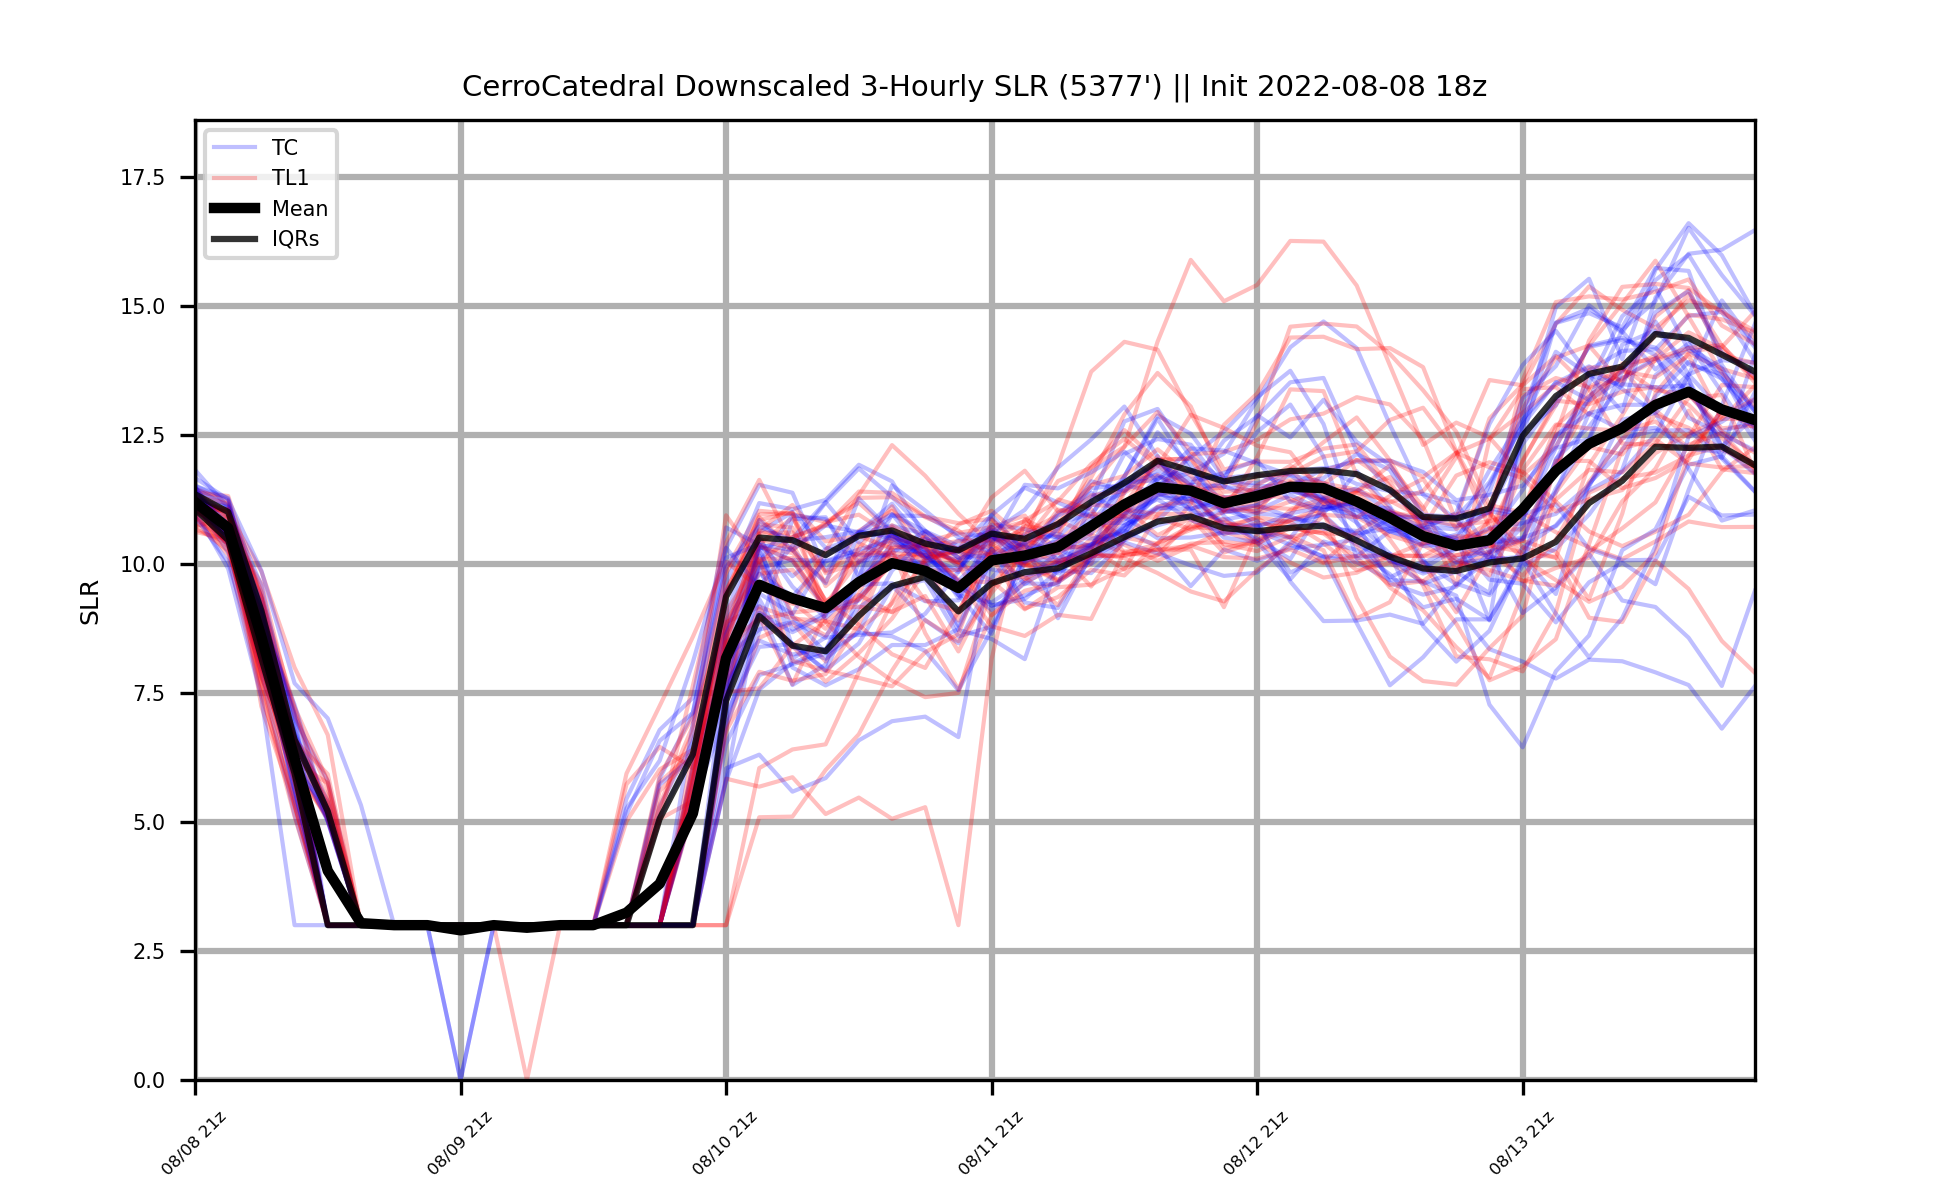 CerroCatedral Downscaled 3-Hourly SLR (5377') || Init 2022-08-08 18z
TC
TL1
Mean
IQRs
17.5
15.0
12.5
10.0
7.5
5.0
2.5
0.0
SLR
08/08 21z
08/09 21z
08/10 21z
08/11 21z
08/12 21z
08/13 21z